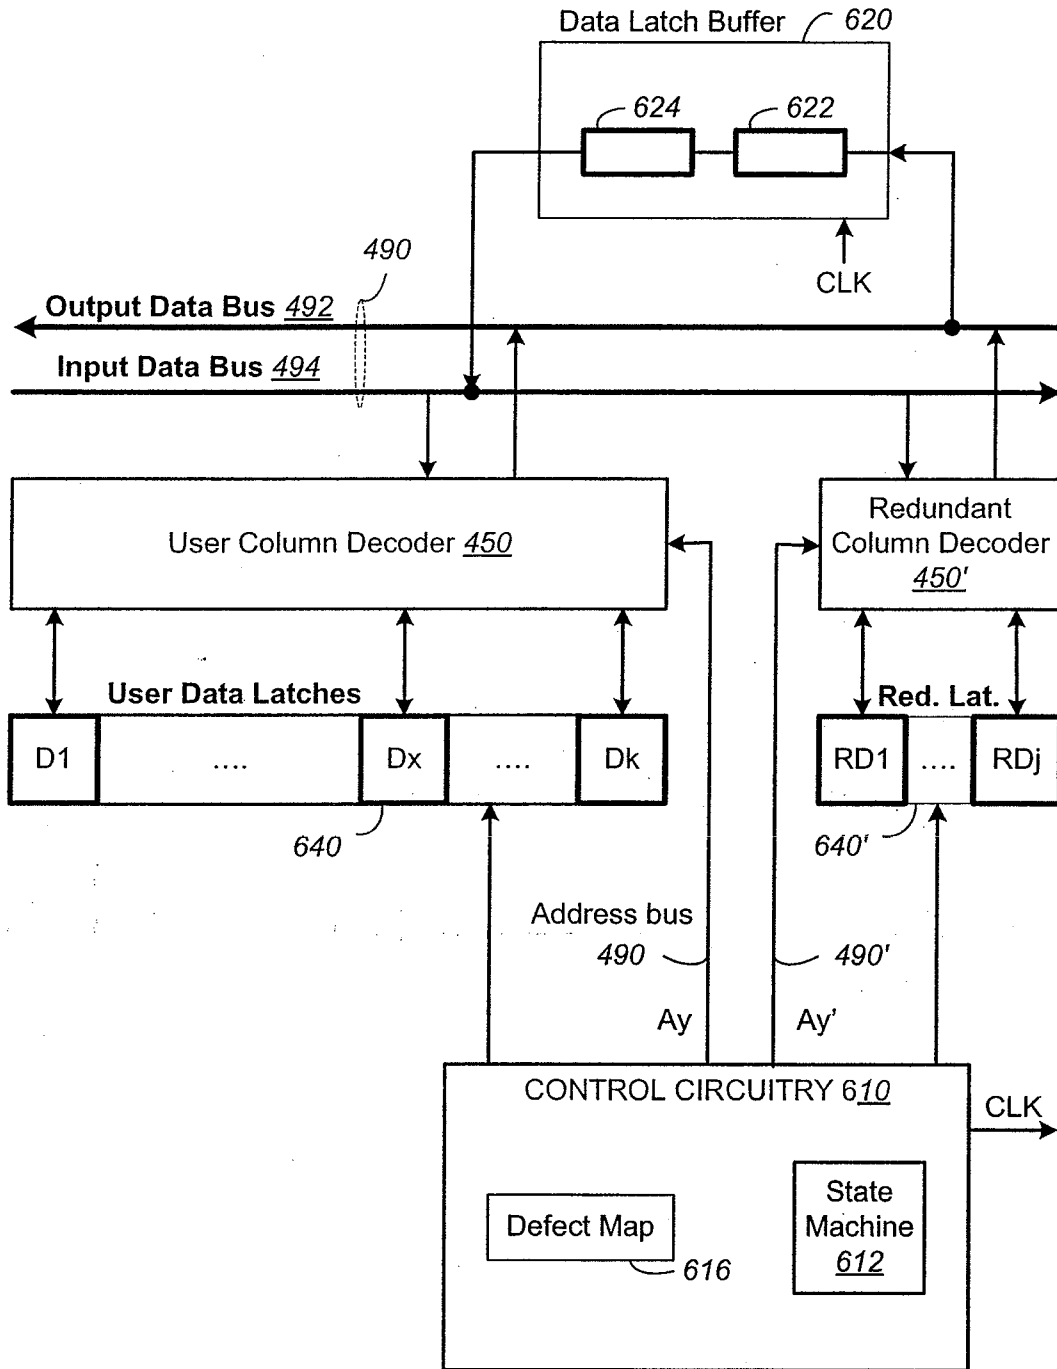 Data Latch Buffer 620
624
622
CLK
490
Output Data Bus 492
Input Data Bus 494
User Column Decoder 450
Redundant
Column Decoder
450'
User Data Latches
Red. Lat.
D1
....
Dx
....
Dk
RD1
....
RDj
640
640'
Address bus
490
490'
Ay
Ay’
CONTROL CIRCUITRY 610
CLK
Defect Map
616
State
Machine
612